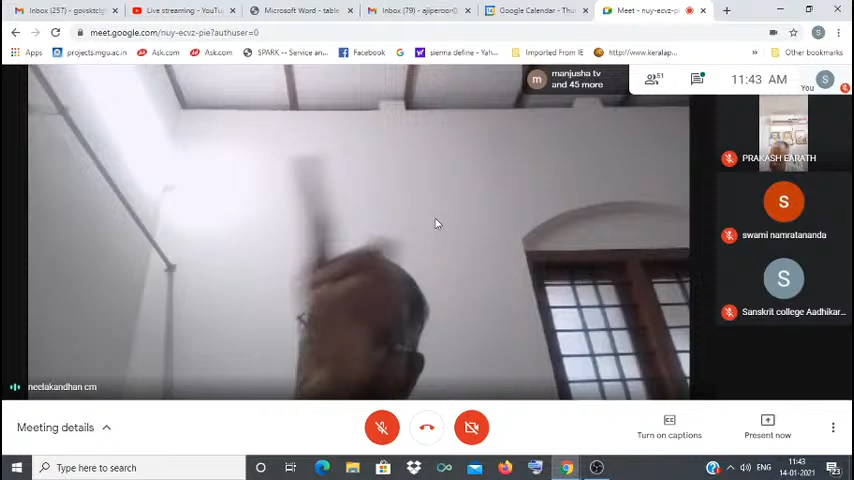 Inbox (257) - govsktclg
Live streaming - YouTu
Microsoft Word - table
Inbox (79) - ajiperoor@
Google Calendar - Thu
Meet - nuy-ecvz-pi
meet.google.com/nuy-ecvz-pie?authuser=0
Apps
projects.mgu.ac.in
Ask.com
Ask.com
SPARK -- Service an...
Facebook
G
sienna define - Yah...
Imported From IE
http://www.keralap...
»
Other bookmarks
m
manjusha tv
and 45 more
51
11:43 AM
S
You
PRAKASH EARATH
S
swami namratananda
S
Sanskrit college Aadhikar...
neelakandhan cm
Meeting details
Turn on captions
Present now
Type here to search
ENG
11:43
14-01-2021
23